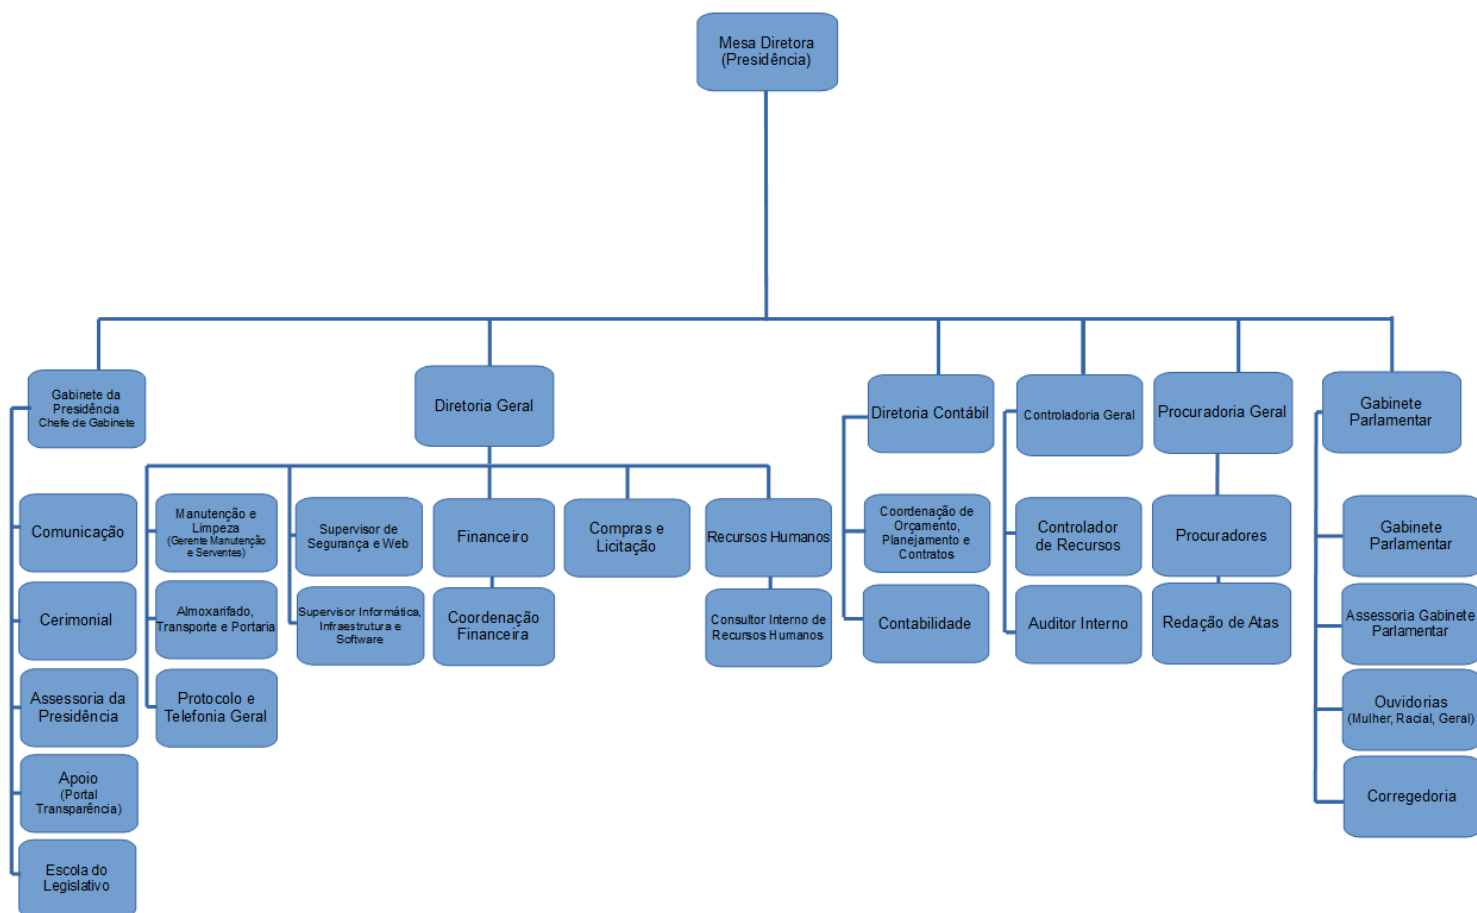 Mesa Diretora
(Presidência)
Gabinete da
Presidência
Chefe de Gabinete
Diretoria Geral
Diretoria Contábil
Controladoria Geral
Procuradoria Geral
Gabinete
Parlamentar
Comunicação
Manutenção e
Limpeza
(Gerente Manutenção
e Serventes)
Supervisor de
Segurança e Web
Financeiro
Compras e
Licitação
Recursos Humanos
Coordenação de
Orçamento,
Planejamento e
Contratos
Controlador
de Recursos
Procuradores
Gabinete
Parlamentar
Cerimonial
Almoxarifado,
Transporte e Portaria
Supervisor Informática,
Infraestrutura e
Software
Coordenação
Financeira
Consultor Interno de
Recursos Humanos
Contabilidade
Auditor Interno
Redação de Atas
Assessoria Gabinete
Parlamentar
Assessoria da
Presidência
Protocolo e
Telefonia Geral
Ouvidorias
(Mulher, Racial, Geral)
Apoio
(Portal
Transparência)
Corregedoria
Escola do
Legislativo